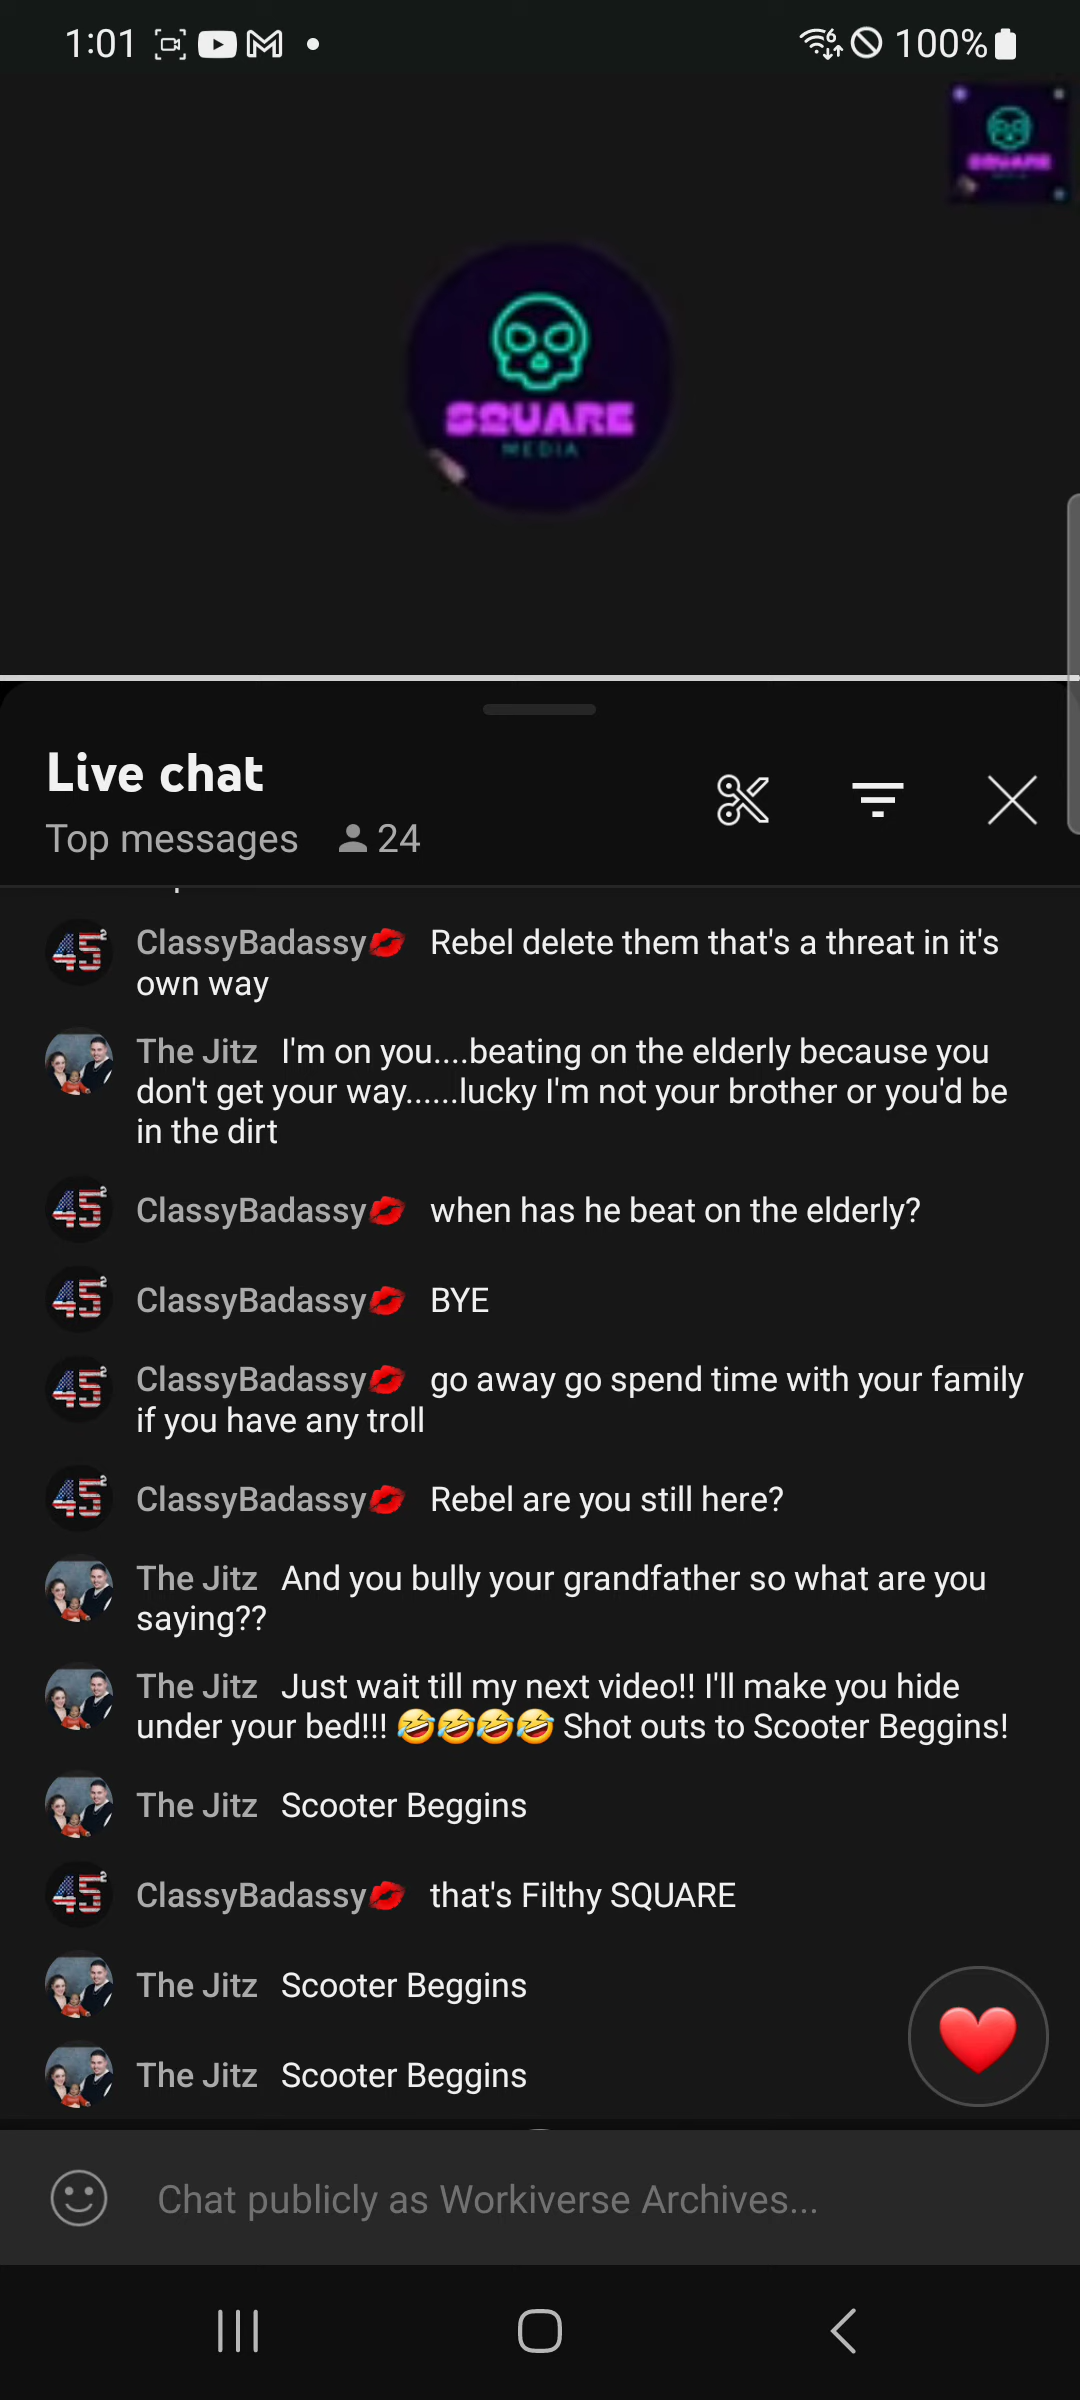 1:01
6
100%
SQUARE
SQUARE
MEDIA
Live chat
Top messages 24
ClassyBadassy💋 Rebel delete them that's a threat in it's
own way
The Jitz I'm on you....beating on the elderly because you
don't get your way......lucky I'm not your brother or you'd be
in the dirt
ClassyBadassy💋 when has he beat on the elderly?
ClassyBadassy💋 BYE
ClassyBadassy💋 go away go spend time with your family
if you have any troll
ClassyBadassy💋 Rebel are you still here?
The Jitz And you bully your grandfather so what are you
saying??
The Jitz Just wait till my next video!! I'll make you hide
under your bed!!! 🤣🤣🤣🤣 Shot outs to Scooter Beggins!
The Jitz Scooter Beggins
ClassyBadassy💋 that's Filthy SQUARE
The Jitz Scooter Beggins
The Jitz Scooter Beggins
Chat publicly as Workiverse Archives...